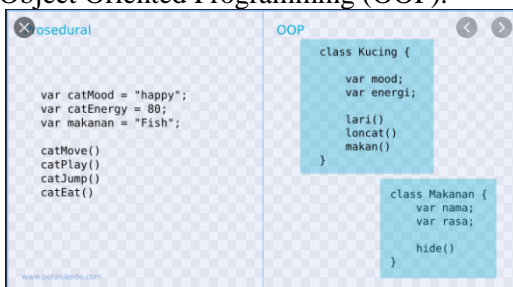 Object Oriented Programming (OOP).
Prosedural
var catMood = "happy";
var catEnergy = 80;
var makanan = "Fish";
catMove()
catPlay()
catJump()
catEat()
www.petanikode.com
OOP
class Kucing {
var mood;
var energi;
lari()
loncat()
makan()
}
class Makanan {
var nama;
var rasa;
hide()
}